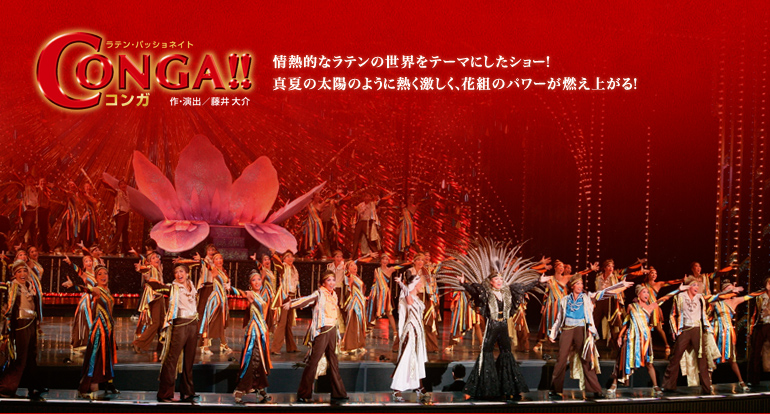 ラテン・パッショネイト
CONGA!!
コンガ
作・演出／藤井 大介
情熱的なラテンの世界をテーマにしたショー！
真夏の太陽のように熱く激しく、花組のパワーが燃え上がる！